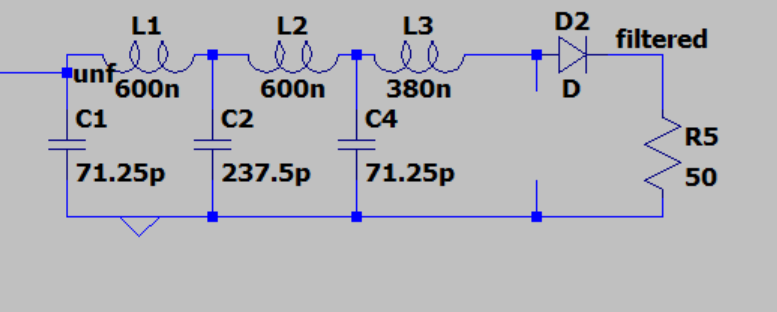 L1
L2
L3
D2
filtered
unf
600n
600n
380n
D
C1
C2
C4
R5
71.25p
237.5p
71.25p
50